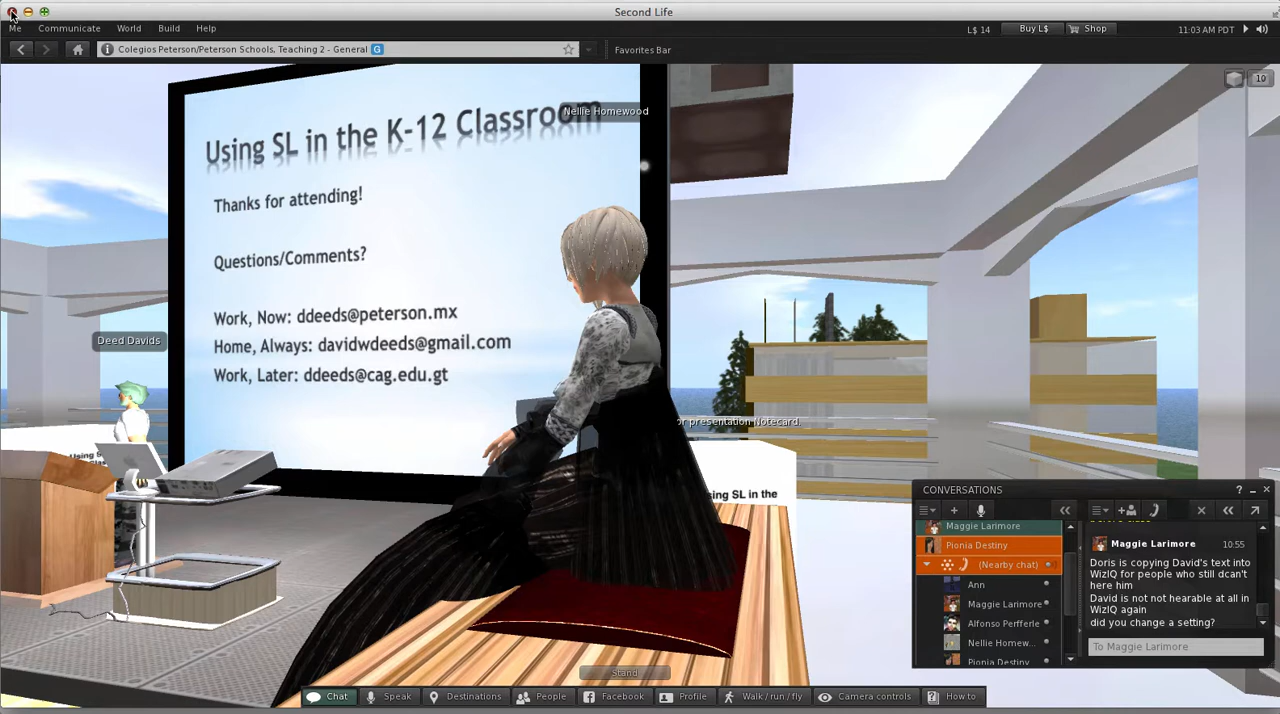 Second Life
Me Communicate World Build Help
L$ 14 Buy L$ Shop 11:03 AM PDT
Colegios Peterson/Peterson Schools, Teaching 2 - General G
Favorites Bar
10
Nellie Homewood
Using SL in the K-12 Classroom
Thanks for attending!
Questions/Comments?
Work, Now: ddeeds@peterson.mx
Home, Always: davidwdeeds@gmail.com
Work, Later: ddeeds@cag.edu.gt
Deed Davids
or presentation Notecard.
Using SL in the
CONVERSATIONS
Maggie Larimore
Pionia Destiny
(Nearby chat)
Ann
Maggie Larimore
Alfonso Perfferle
Nellie Homew...
Pionia Destiny
Maggie Larimore 10:55
Doris is copying David's text into
WizIQ for people who still dcan't
here him
David is not not hearable at all in
WizIQ again
did you change a setting?
To Maggie Larimore
Stand
Chat Speak Destinations People Facebook Profile Walk / run / fly Camera controls How to